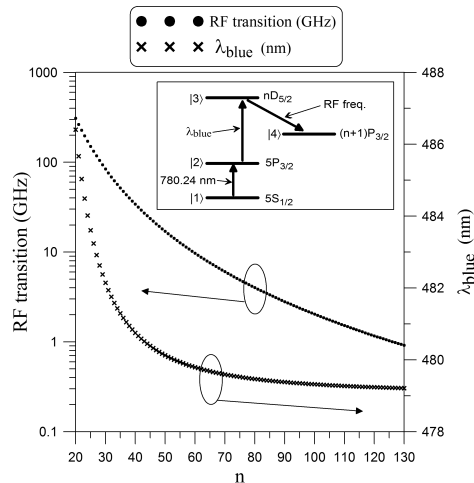 ● ● ● RF transition (GHz)
× × × λblue (nm)
1000
100
10
1
0.1
RF transition (GHz)
488
486
484
482
480
478
λblue (nm)
|3⟩ nD5/2
RF freq.
λblue
|4⟩ (n+1)P3/2
|2⟩ 5P3/2
780.24 nm
|1⟩ 5S1/2
20 30 40 50 60 70 80 90 100 110 120 130
n